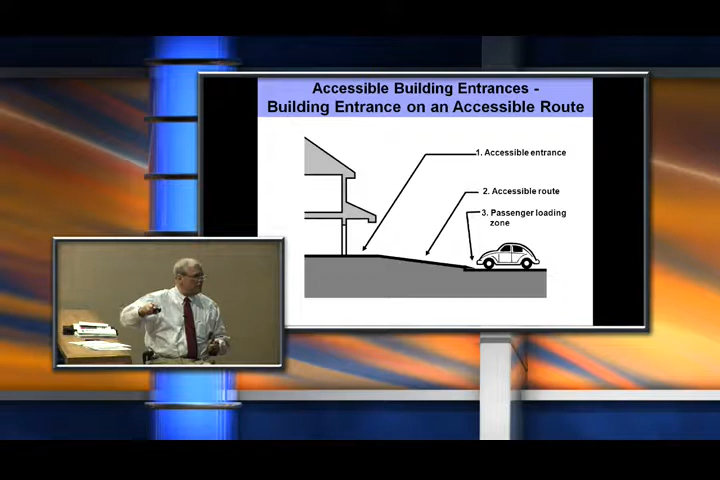 Accessible Building Entrances -
Building Entrance on an Accessible Route
1. Accessible entrance
2. Accessible route
3. Passenger loading
zone